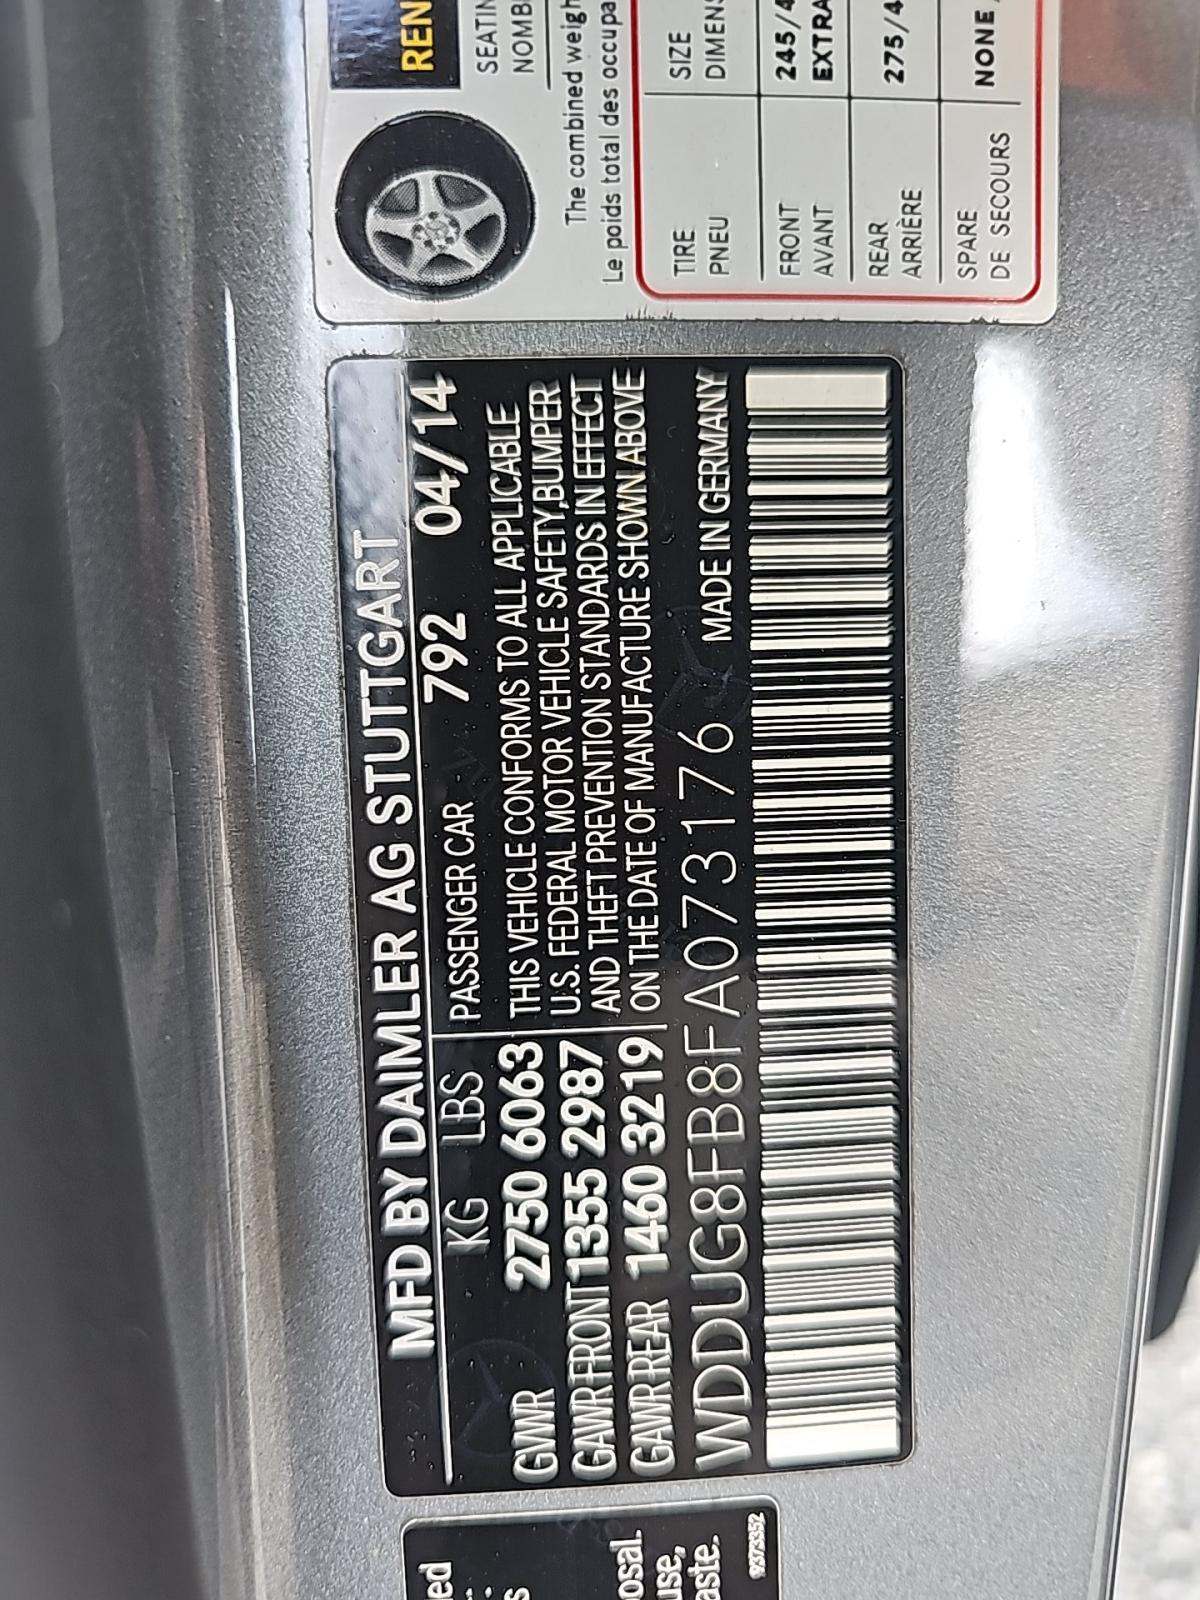 MFD BY DAIMLER AG STUTTGART
KG LBS PASSENGER CAR 792 04/14
GVWR 2750 6063 THIS VEHICLE CONFORMS TO ALL APPLICABLE
U.S. FEDERAL MOTOR VEHICLE SAFETY,BUMPER
GAWR FRONT 1355 2987 AND THEFT PREVENTION STANDARDS IN EFFECT
GAWR REAR 1460 3219 ON THE DATE OF MANUFACTURE SHOWN ABOVE
WDDUG8FB8FA073176 MADE IN GERMANY
REN
SEATIN
NOMB
The combined weigh
Le poids total des occupa
TIRE SIZE
PNEU DIMENS
FRONT 245/4
AVANT EXTRA
REAR 275/4
ARRIÈRE
SPARE NONE
DE SECOURS
osal.
use,
aste.